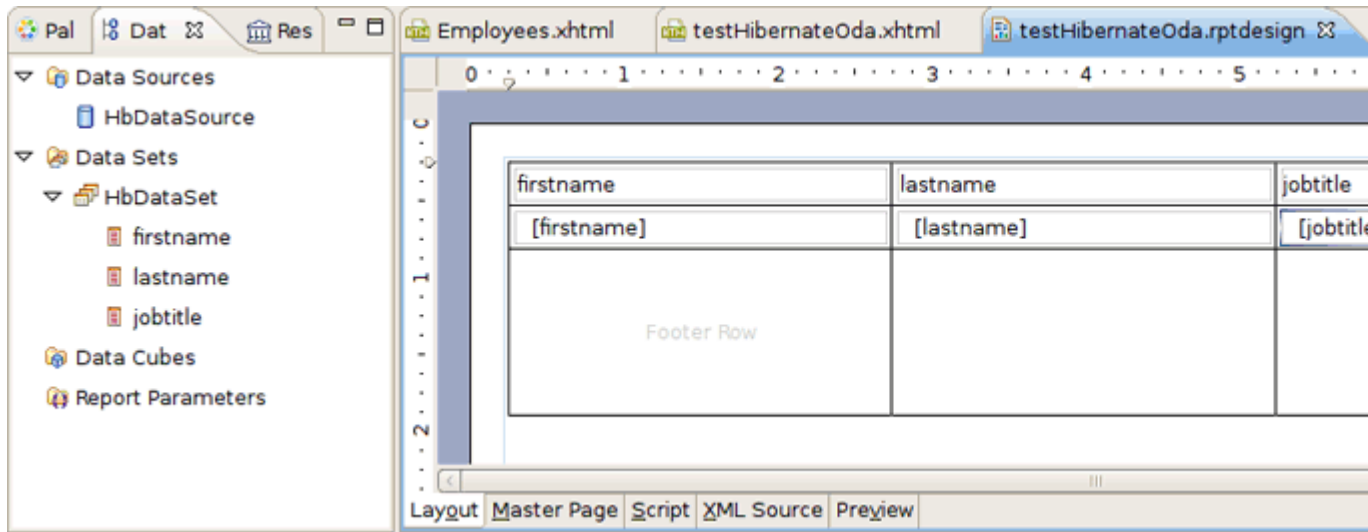 Pal Dat Res
Data Sources
HbDataSource
Data Sets
HbDataSet
firstname
lastname
jobtitle
Data Cubes
Report Parameters
Employees.xhtml testHibernateOda.xhtml testHibernateOda.rptdesign
0 1 2 3 4 5
0
1
2
firstname lastname jobtitle
[firstname] [lastname] [jobtitle
Footer Row
Layout Master Page Script XML Source Preview